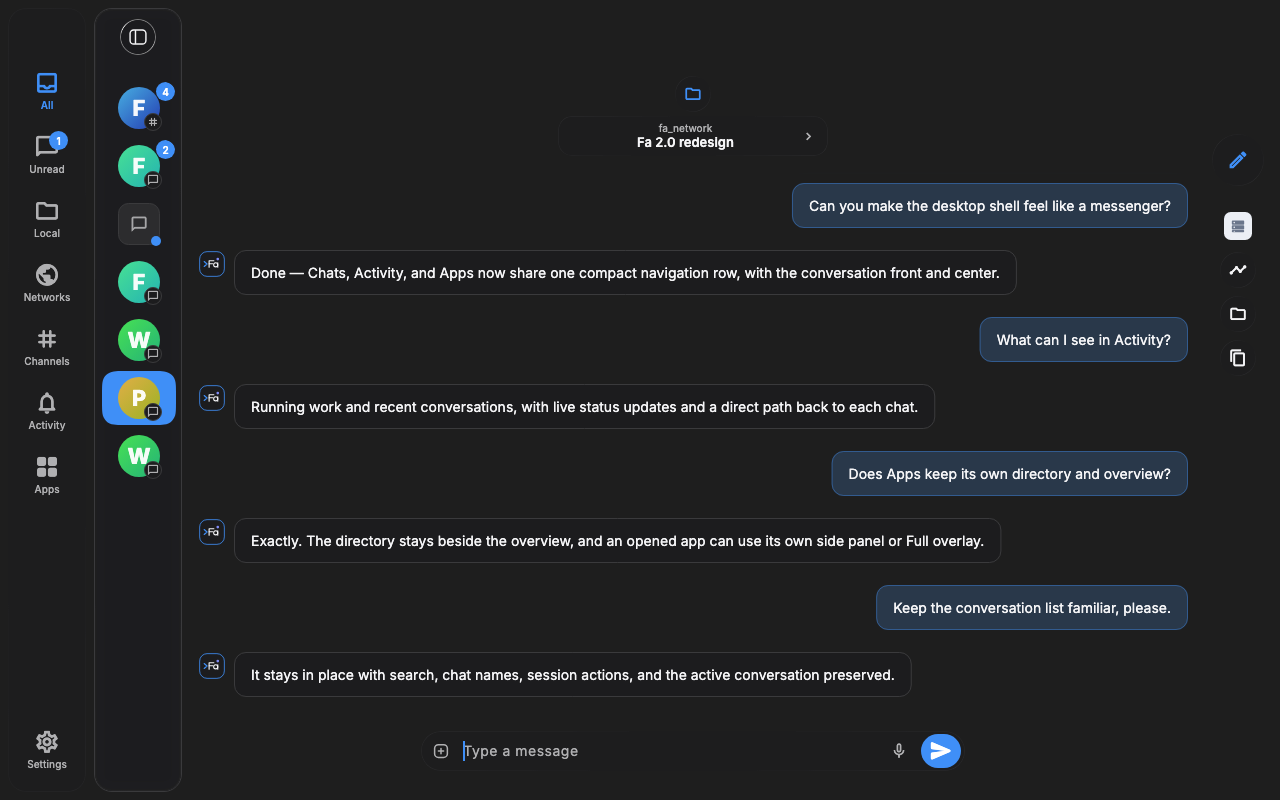 All
1
Unread
Local
Networks
Channels
Activity
Apps
Settings
F
4
F
2
F
W
P
W
fa_network
Fa 2.0 redesign
Can you make the desktop shell feel like a messenger?
>Fa
Done — Chats, Activity, and Apps now share one compact navigation row, with the conversation front and center.
What can I see in Activity?
>Fa
Running work and recent conversations, with live status updates and a direct path back to each chat.
Does Apps keep its own directory and overview?
>Fa
Exactly. The directory stays beside the overview, and an opened app can use its own side panel or Full overlay.
Keep the conversation list familiar, please.
>Fa
It stays in place with search, chat names, session actions, and the active conversation preserved.
Type a message